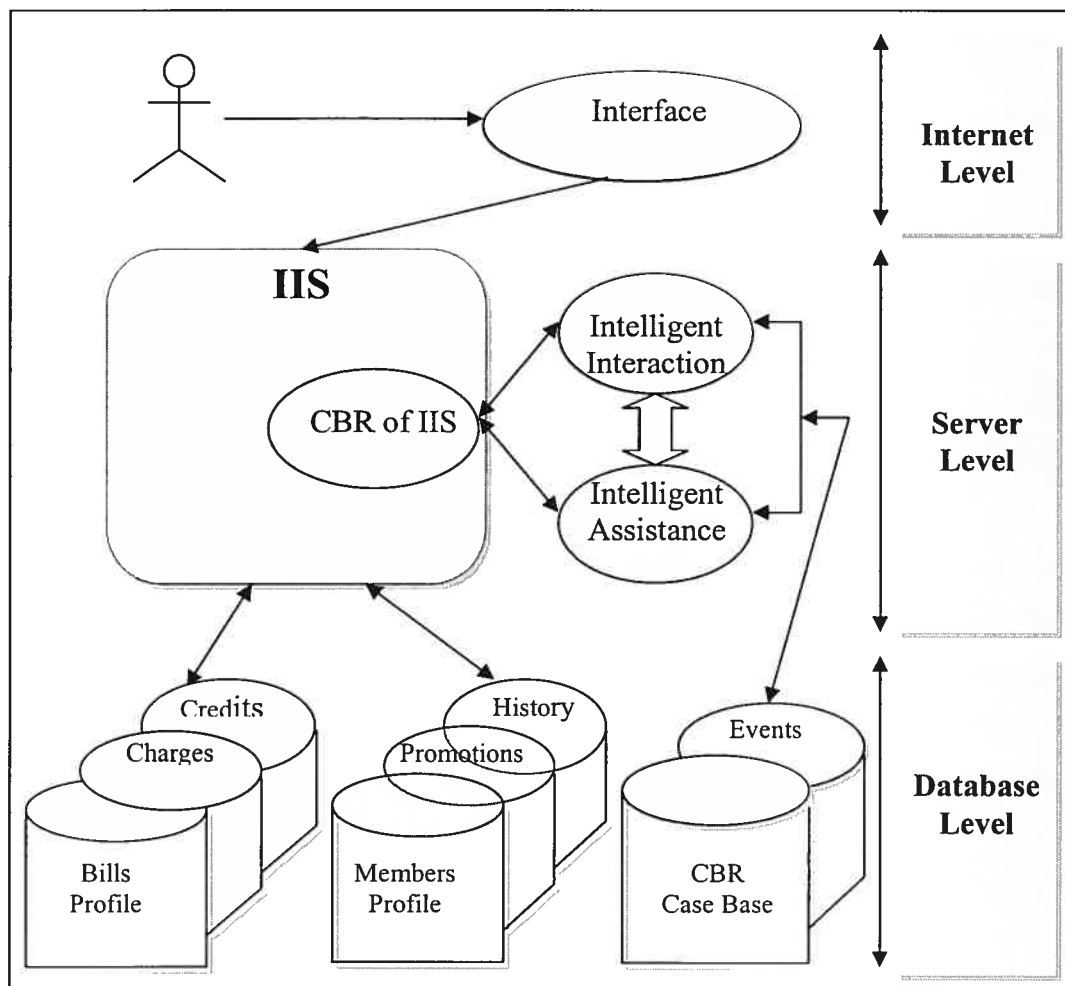 Interface
Internet
Level
IIS
CBR of IIS
Intelligent
Interaction
Intelligent
Assistance
Server
Level
Credits
Charges
Bills
Profile
History
Promotions
Members
Profile
Events
CBR
Case Base
Database
Level